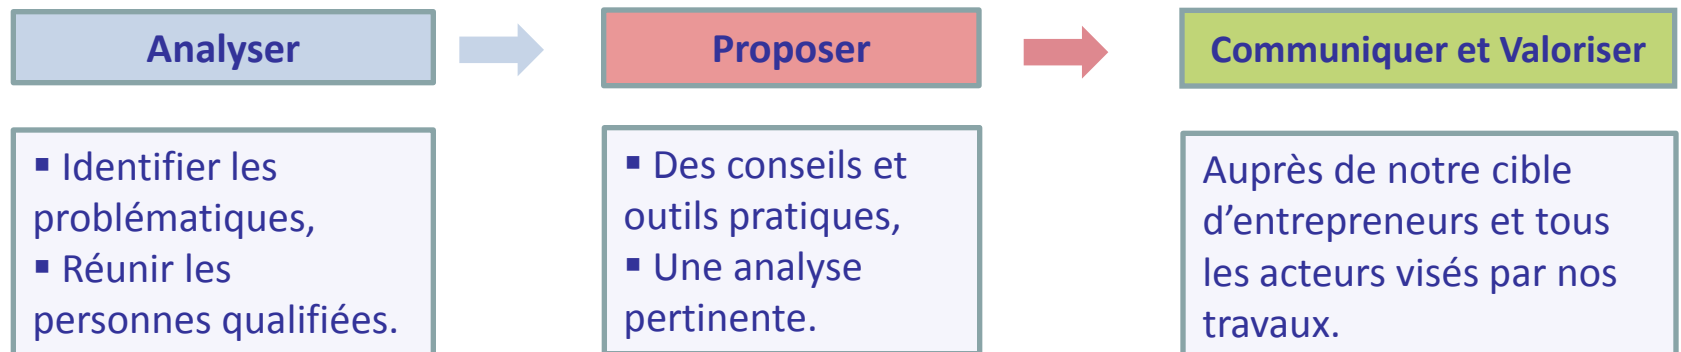 Analyser
Proposer
Communiquer et Valoriser
▪ Identifier les
problématiques,
▪ Réunir les
personnes qualifiées.
▪ Des conseils et
outils pratiques,
▪ Une analyse
pertinente.
Auprès de notre cible
d’entrepreneurs et tous
les acteurs visés par nos
travaux.